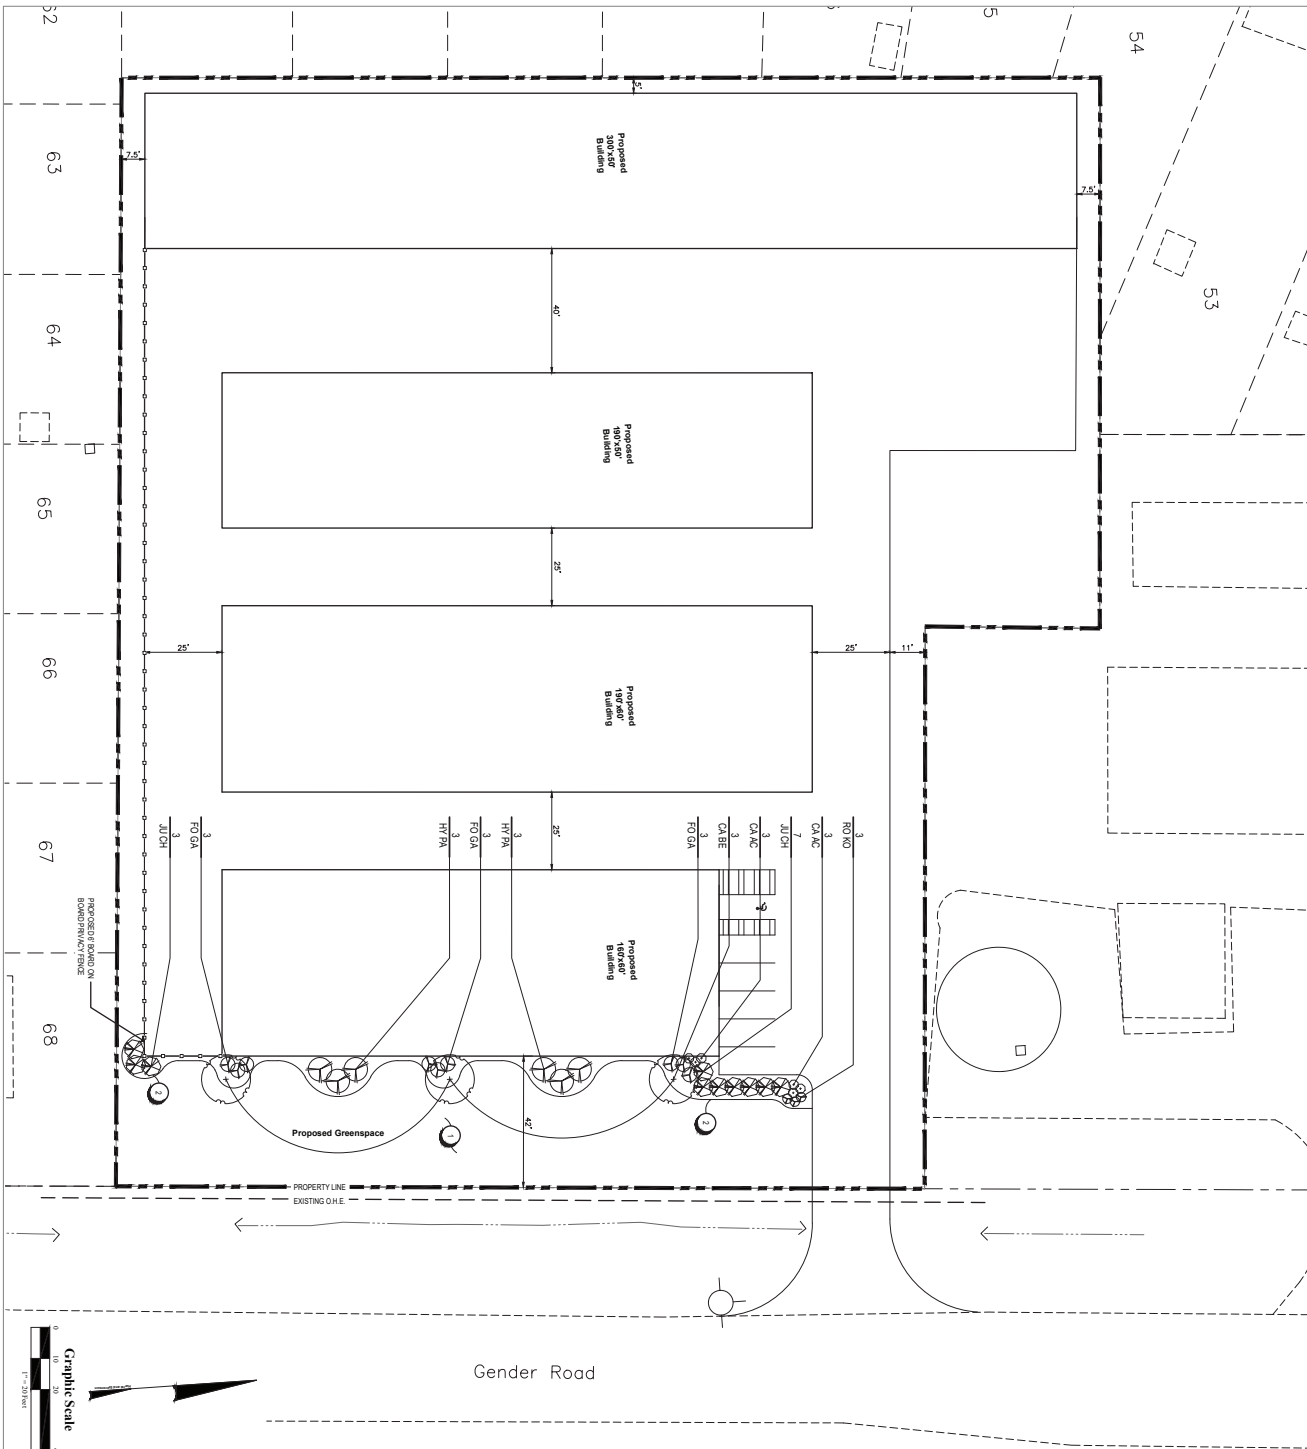 62
5
54
63
53
64
65
66
67
68
5'
7.5'
7.5'
Proposed
300'x50'
Building
40'
Proposed
190'x50'
Building
25'
25'
25'
11'
Proposed
190'x60'
Building
25'
3
JU CH
3
FO GA
3
HY PA
3
FO GA
3
HY PA
3
FO GA
3
CA BE
3
CA AC
7
JU CH
3
CA AC
3
RO KO
Proposed
160'x60'
Building
PROPOSED 6' BOARD ON
BOARD PRIVACY FENCE
2
1
2
42'
Proposed Greenspace
PROPERTY LINE
EXISTING O.H.E.
Gender Road
Graphic Scale
0
10
20
1" = 20 Feet